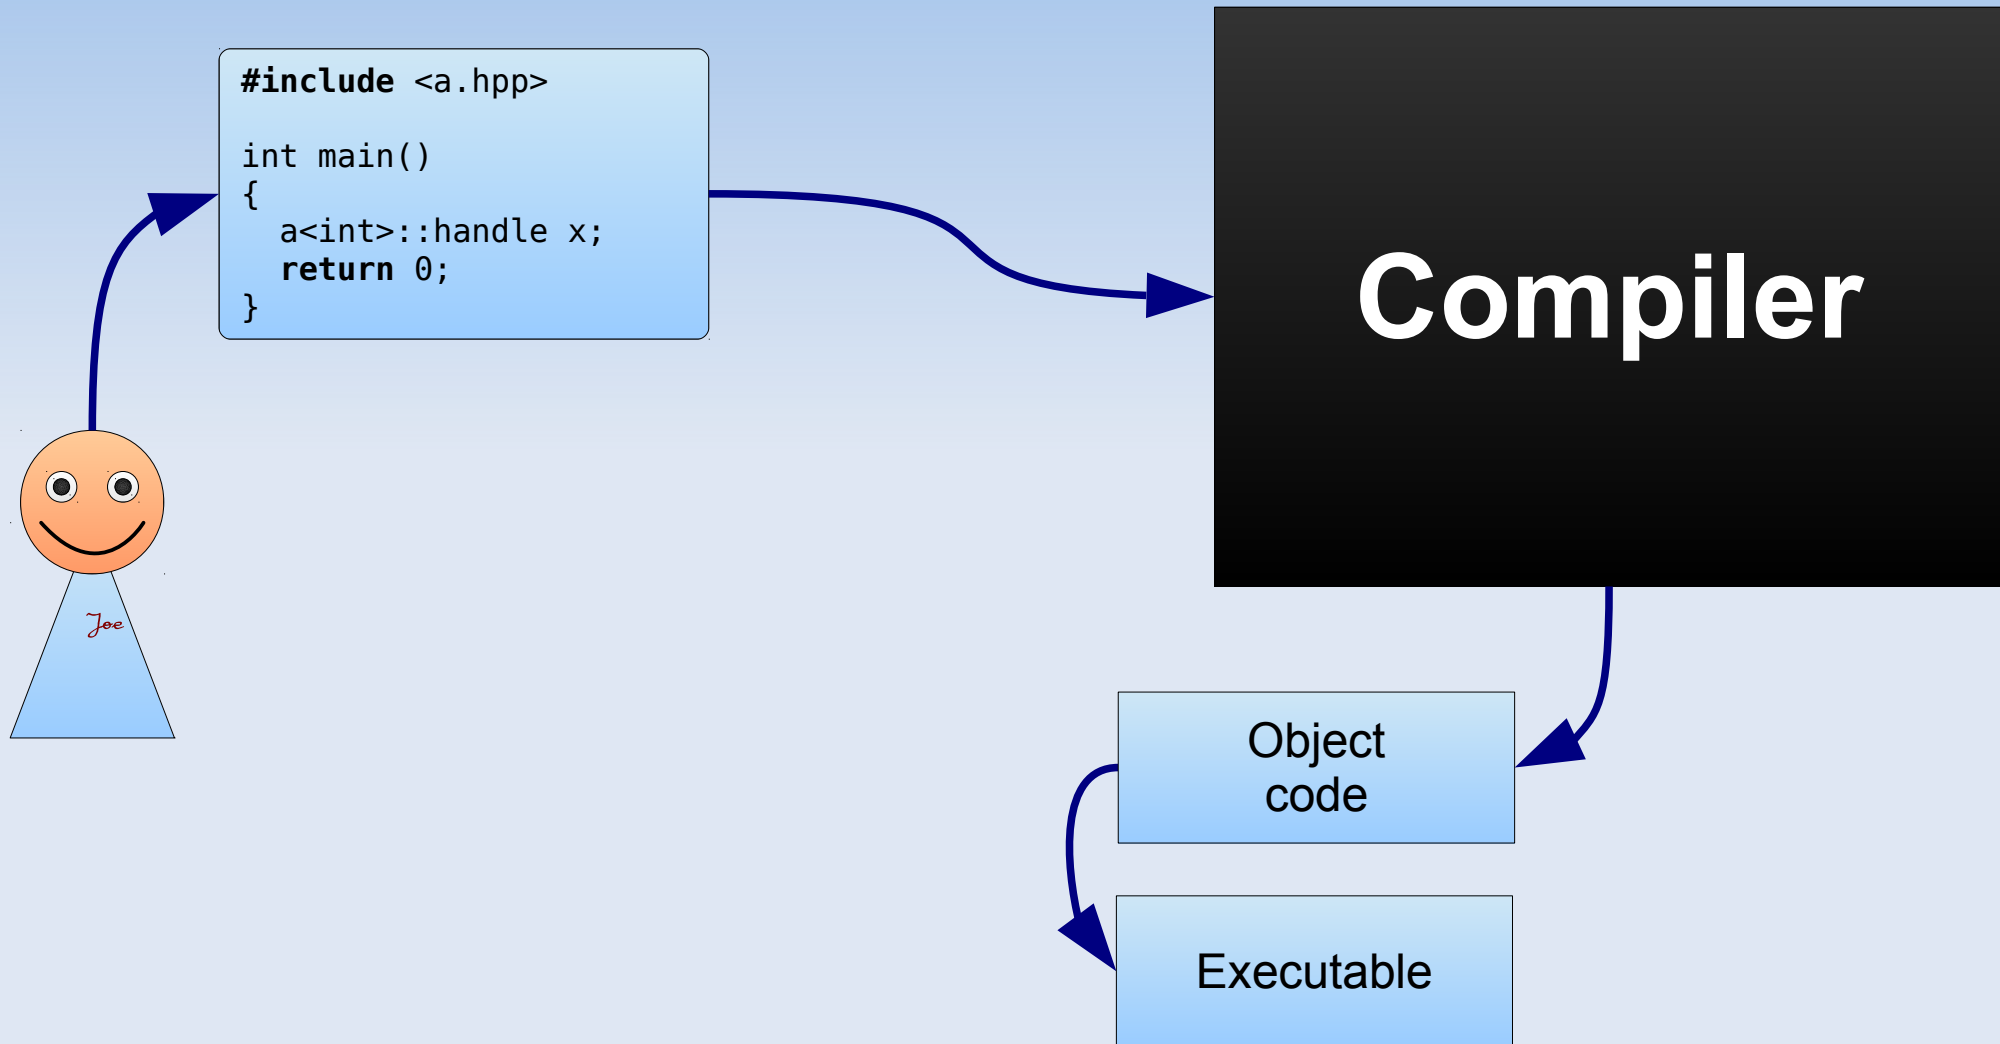 #include <a.hpp>
int main()
{
  a<int>::handle x;
  return 0;
}
Compiler
Joe
Object
code
Executable